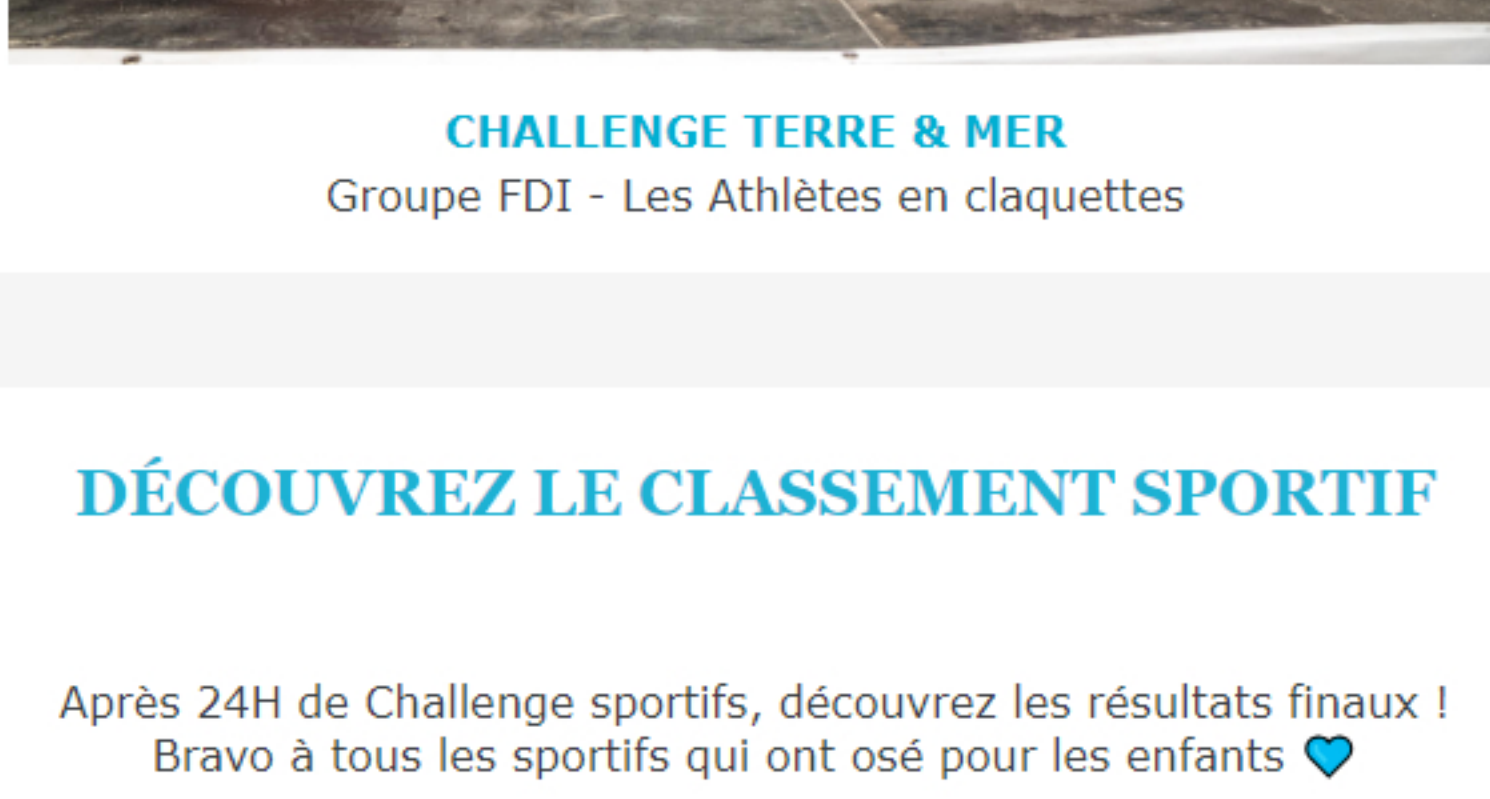 CHALLENGE TERRE & MER
Groupe FDI - Les Athlètes en claquettes
DÉCOUVREZ LE CLASSEMENT SPORTIF
Après 24H de Challenge sportifs, découvrez les résultats finaux !
Bravo à tous les sportifs qui ont osé pour les enfants 💙